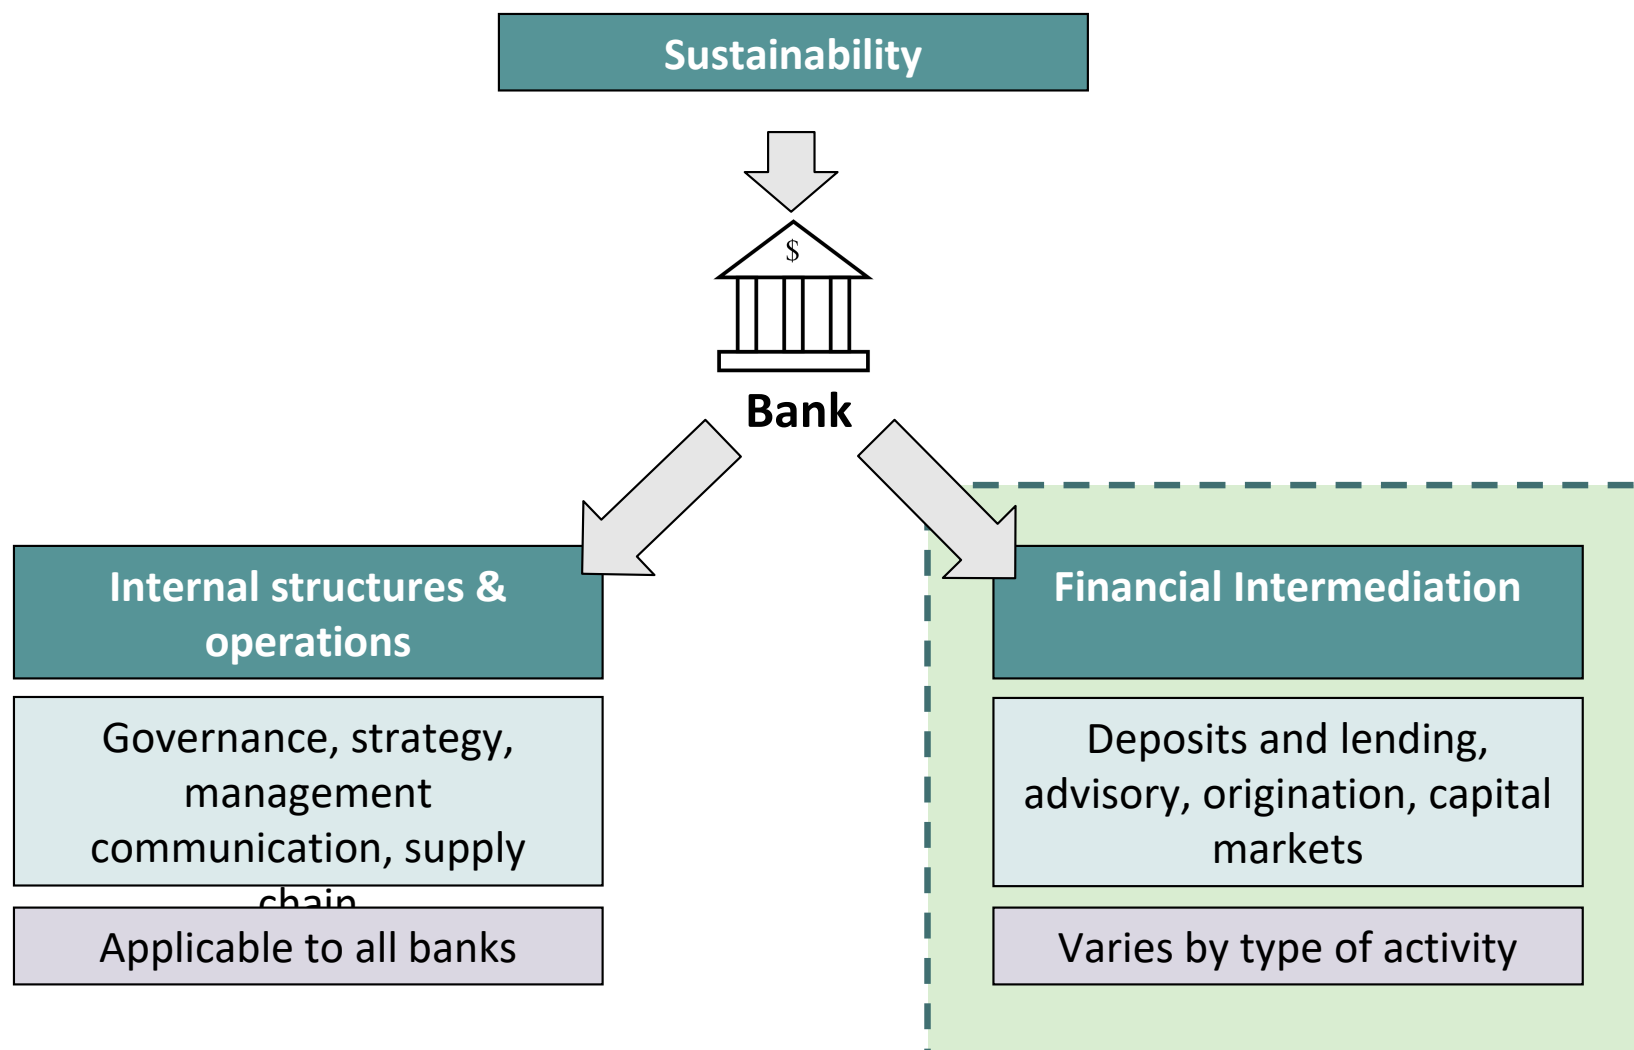 Sustainability
$
Bank
Internal structures &
operations
Governance, strategy,
management
communication, supply
chain
Applicable to all banks
Financial Intermediation
Deposits and lending,
advisory, origination, capital
markets
Varies by type of activity